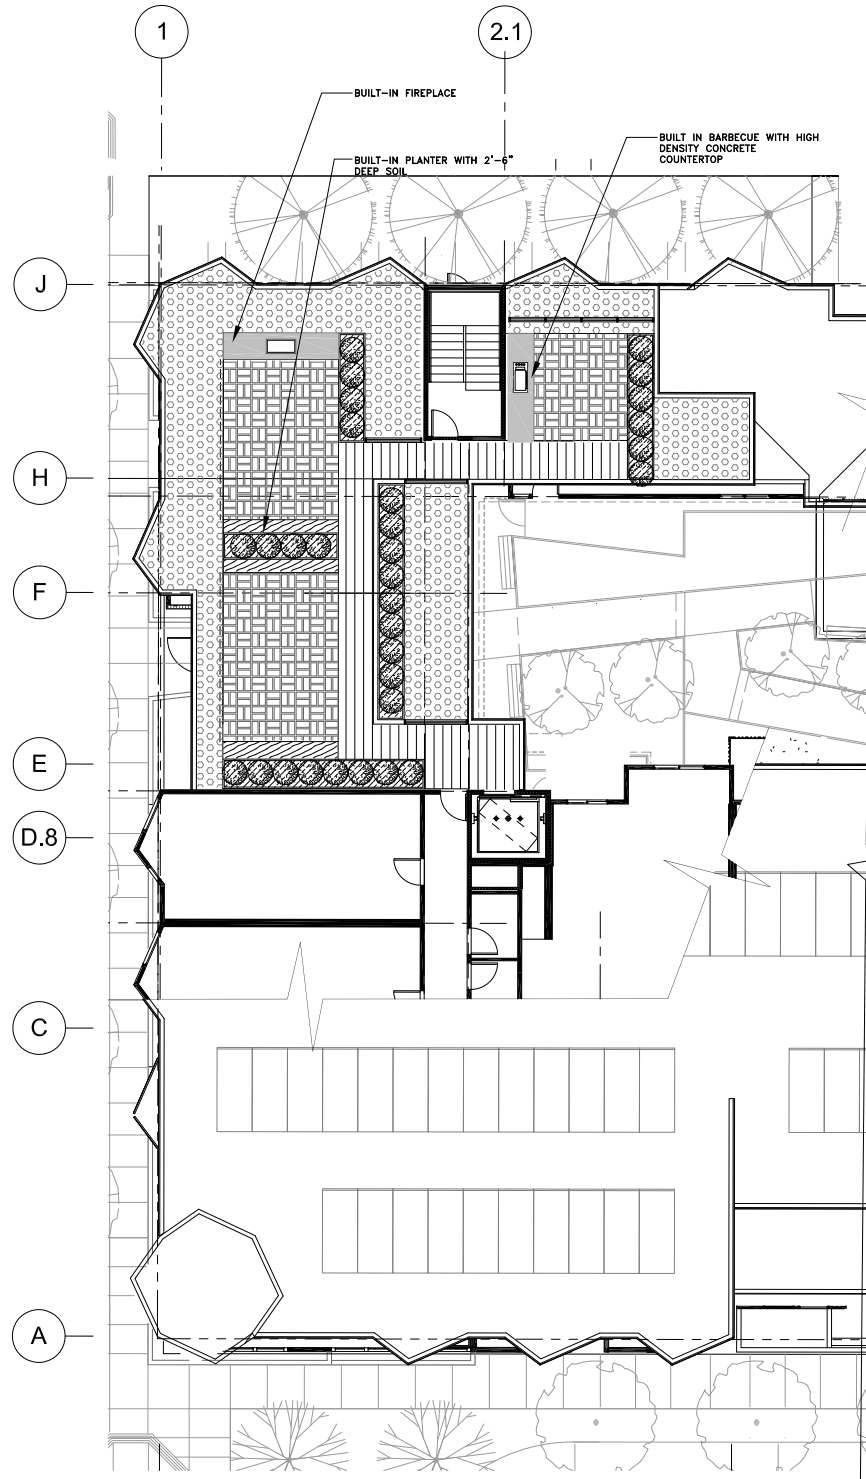 1
2.1
BUILT-IN FIREPLACE
BUILT IN BARBECUE WITH HIGH
DENSITY CONCRETE
COUNTERTOP
BUILT-IN PLANTER WITH 2'-6"
DEEP SOIL
J
H
F
E
D.8
C
A